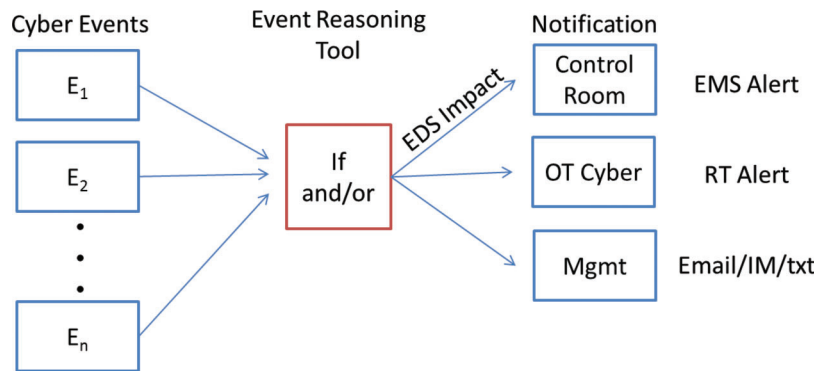 Cyber Events
Event Reasoning
Tool
Notification
E₁
E₂
Eₙ
If
and/or
EDS Impact
Control
Room
EMS Alert
OT Cyber
RT Alert
Mgmt
Email/IM/txt